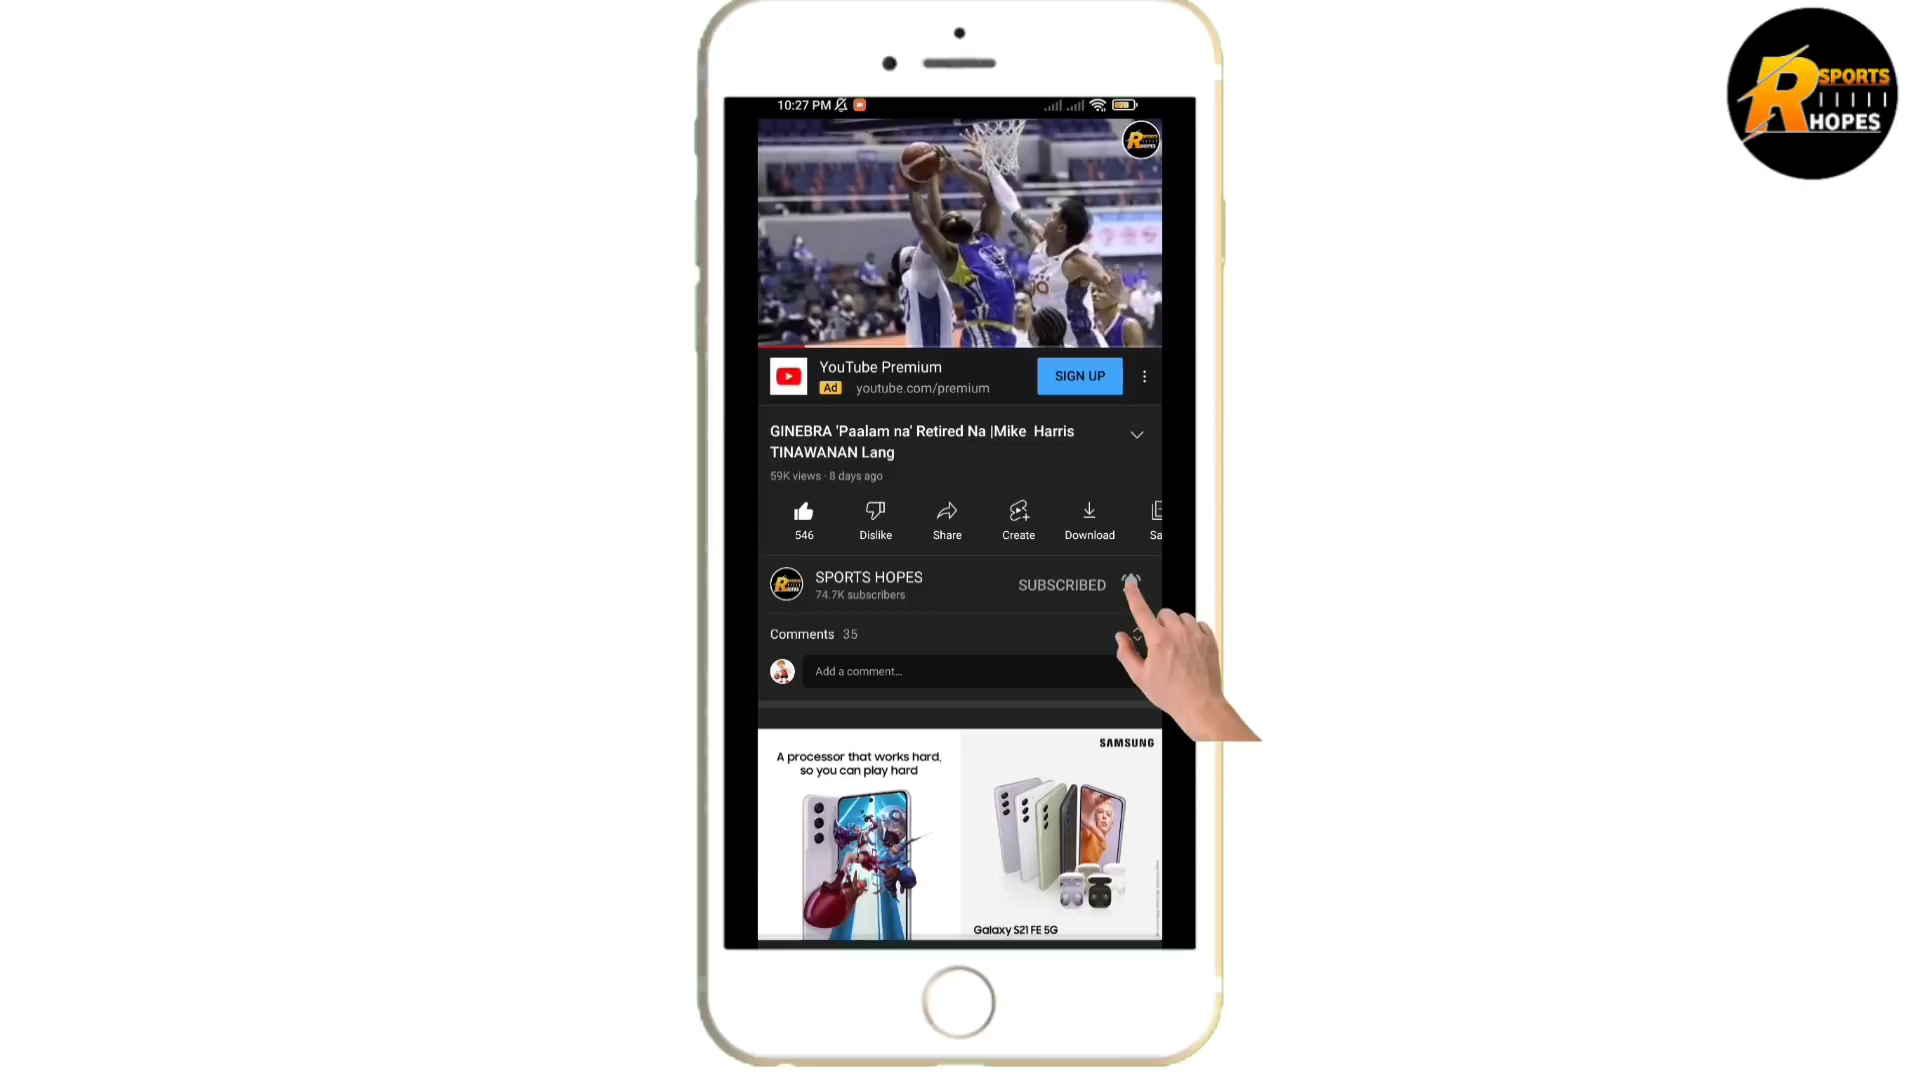 SPORTS
HOPES
10:27 PM
YouTube Premium
SIGN UP
Ad youtube.com/premium
GINEBRA 'Paalam na' Retired Na |Mike Harris
TINAWANAN Lang
59K views · 8 days ago
546 Dislike Share Create Download Sa
SPORTS HOPES
SUBSCRIBED
74.7K subscribers
Comments 35
Add a comment...
SAMSUNG
A processor that works hard,
so you can play hard
Galaxy S21 FE 5G